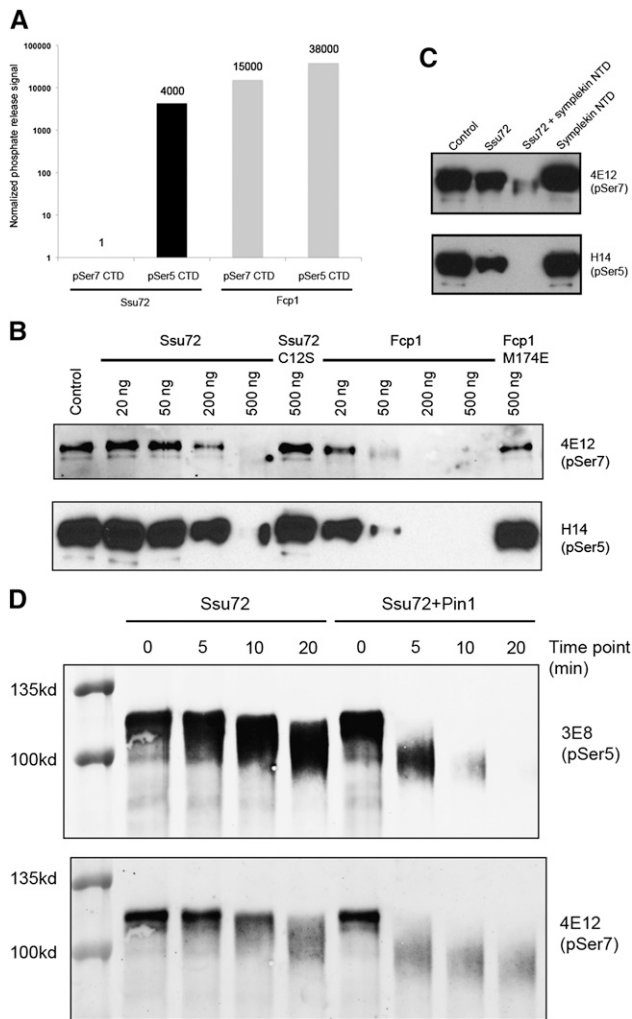 A
Nomalized phosphate release signal
100000
10000
1000
100
10
1
1
4000
15000
38000
pSer7 CTD
pSer5 CTD
pSer7 CTD
pSer5 CTD
Ssu72
Fcp1
C
Control
Ssu72
Ssu72 + symplekin NTD
Symplekin NTD
4E12
(pSer7)
H14
(pSer5)
B
Ssu72
Ssu72
C12S
Fcp1
Fcp1
M174E
Control
20 ng
50 ng
200 ng
500 ng
500 ng
20 ng
50 ng
200 ng
500 ng
500 ng
4E12
(pSer7)
H14
(pSer5)
D
Ssu72
Ssu72+Pin1
0 5 10 20 0 5 10 20 Time point
(min)
135kd
100kd
3E8
(pSer5)
135kd
100kd
4E12
(pSer7)